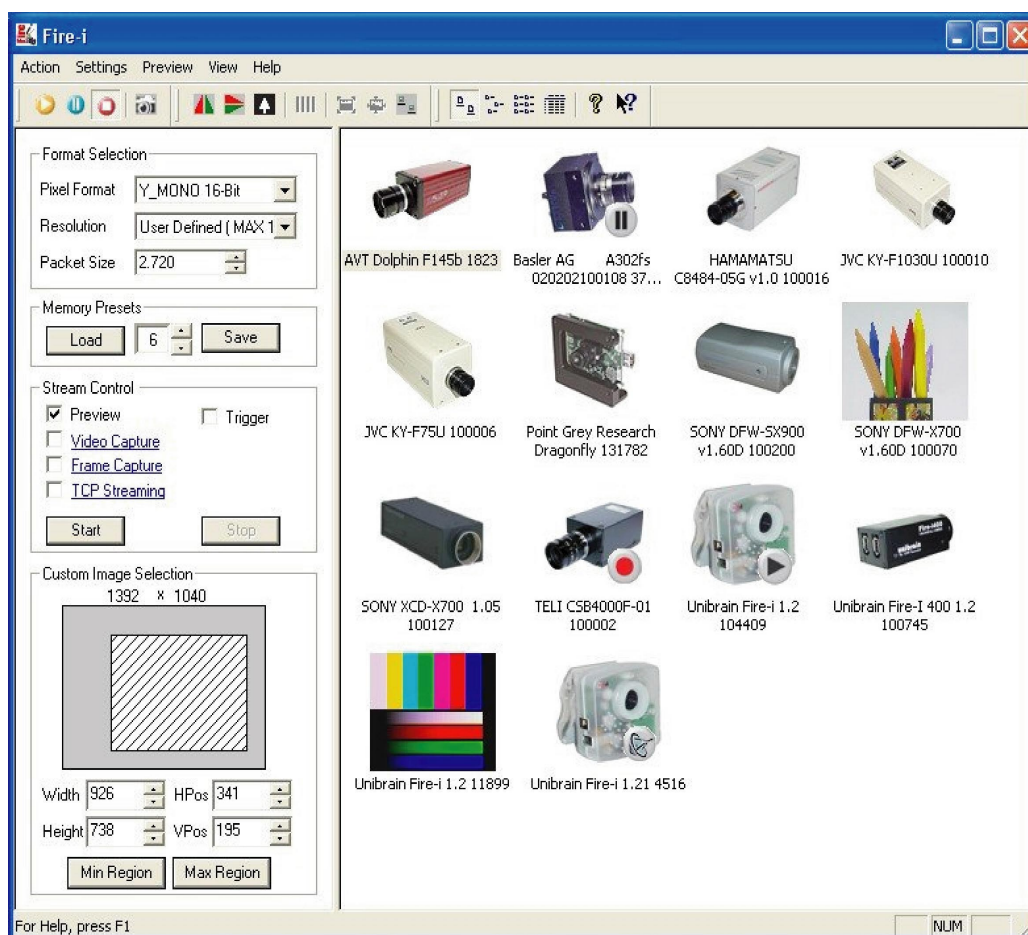 Fire-i
Action Settings Preview View Help
Format Selection
Pixel Format Y_MONO 16-Bit
Resolution User Defined ( MAX 1
Packet Size 2.720
Memory Presets
Load 6 Save
Stream Control
Preview Trigger
Video Capture
Frame Capture
TCP Streaming
Start Stop
Custom Image Selection
1392 x 1040
Width 926 HPos 341
Height 738 VPos 195
Min Region Max Region
AVT Dolphin F145b 1823
Basler AG A302fs
020202100108 37...
HAMAMATSU
C8484-05G v1.0 100016
JVC KY-F1030U 100010
JVC KY-F75U 100006
Point Grey Research
Dragonfly 131782
SONY DFW-SX900
v1.60D 100200
SONY DFW-X700
v1.60D 100070
SONY XCD-X700 1.05
100127
TELI CSB4000F-01
100002
Unibrain Fire-i 1.2
104409
Fire-i400
unibrain
Unibrain Fire-I 400 1.2
100745
Unibrain Fire-i 1.2 11899
Unibrain Fire-i 1.21 4516
For Help, press F1
NUM